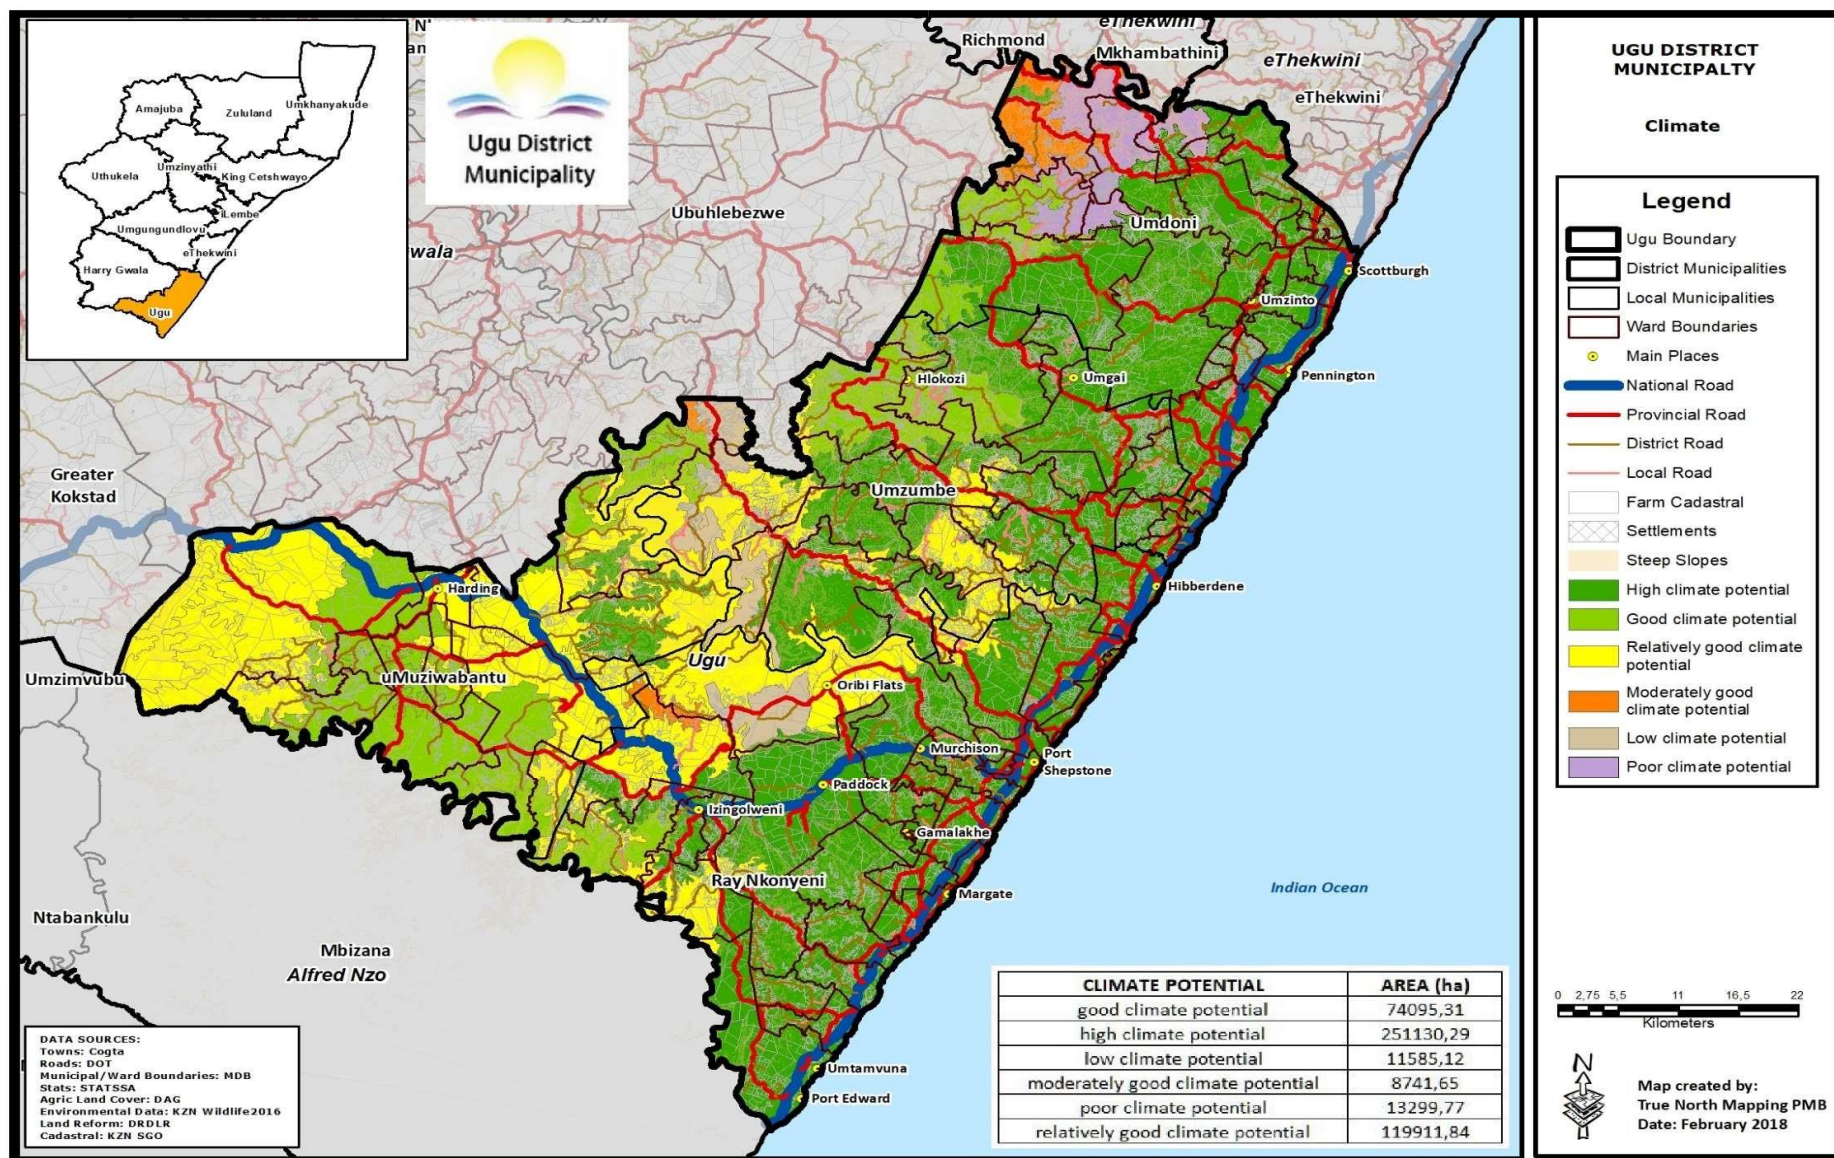 Amajuba
Zululand
Umkhanyakude
Uthukela
Umzinyathi
King Cetshwayo
iLembe
Umgungundlovu
eThekwini
Harry Gwala
Ugu
Ugu District
Municipality
eThekwini
Richmond
Mkhambathini
eThekwini
eThekwini
Ubuhlebezwe
wala
Umdoni
Scottburgh
Umzinto
Pennington
Hlokozi
Umgai
Greater
Kokstad
Umzumbe
Harding
Hibberdene
Ugu
Umzimvubu
uMuziwabantu
Oribi Flats
Murchison
Port
Shepstone
Paddock
Izingolweni
Gamalakhe
Ray Nkonyeni
Margate
Indian Ocean
Ntabankulu
Mbizana
Alfred Nzo
Umtamvuna
Port Edward
DATA SOURCES:
Towns: Cogta
Roads: DOT
Municipal/Ward Boundaries: MDB
Stats: STATSSA
Agric Land Cover: DAG
Environmental Data: KZN Wildlife2016
Land Reform: DRDLR
Cadastral: KZN SGO
CLIMATE POTENTIAL AREA (ha)
good climate potential 74095,31
high climate potential 251130,29
low climate potential 11585,12
moderately good climate potential 8741,65
poor climate potential 13299,77
relatively good climate potential 119911,84
UGU DISTRICT
MUNICIPALTY
Climate
Legend
Ugu Boundary
District Municipalities
Local Municipalities
Ward Boundaries
Main Places
National Road
Provincial Road
District Road
Local Road
Farm Cadastral
Settlements
Steep Slopes
High climate potential
Good climate potential
Relatively good climate
potential
Moderately good
climate potential
Low climate potential
Poor climate potential
0 2,75 5,5 11 16,5 22
Kilometers
N
Map created by:
True North Mapping PMB
Date: February 2018